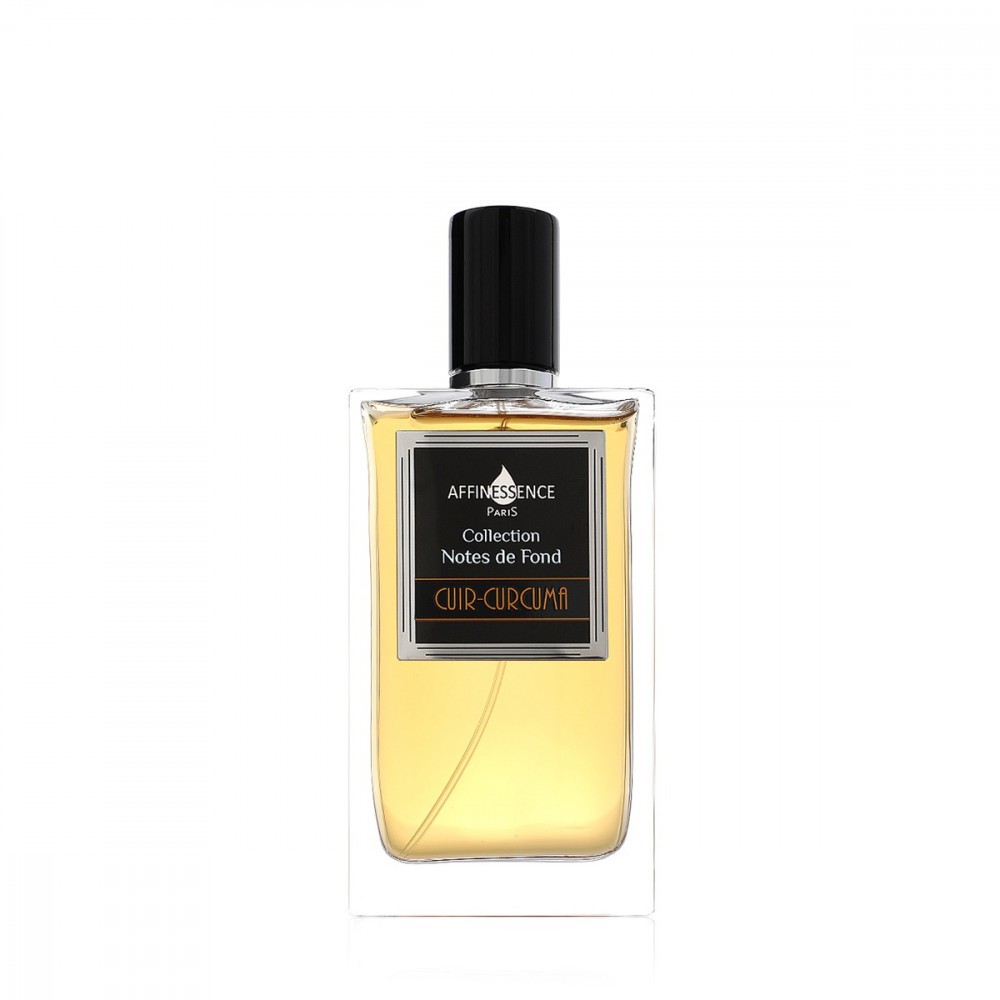 AFFINESSENCE
PARIS
Collection
Notes de Fond
CUIR-CURCUMA